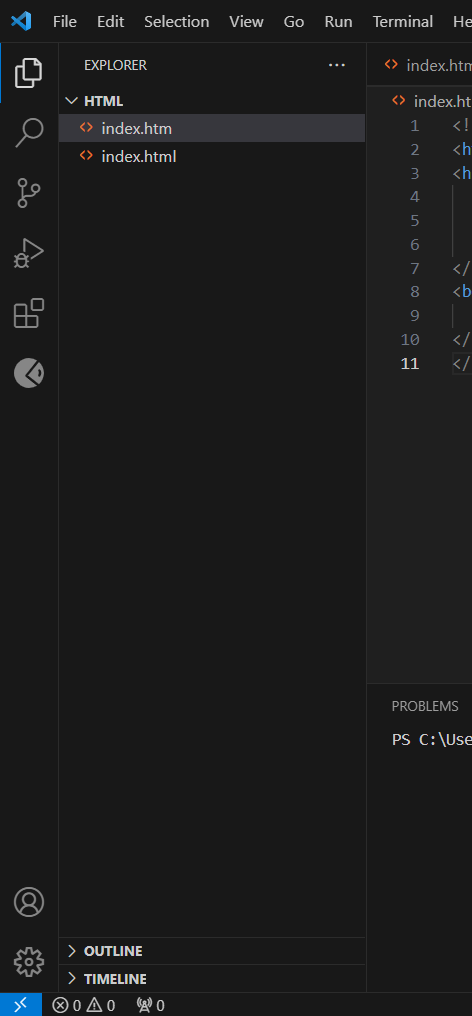 File Edit Selection View Go Run Terminal He
EXPLORER
HTML
index.htm
index.html
OUTLINE
TIMELINE
index.htm
index.ht
1 <!
2 <h
3 <h
4
5
6
7 </
8 <b
9
10 </
11 </
PROBLEMS
PS C:\Use
0 0 0